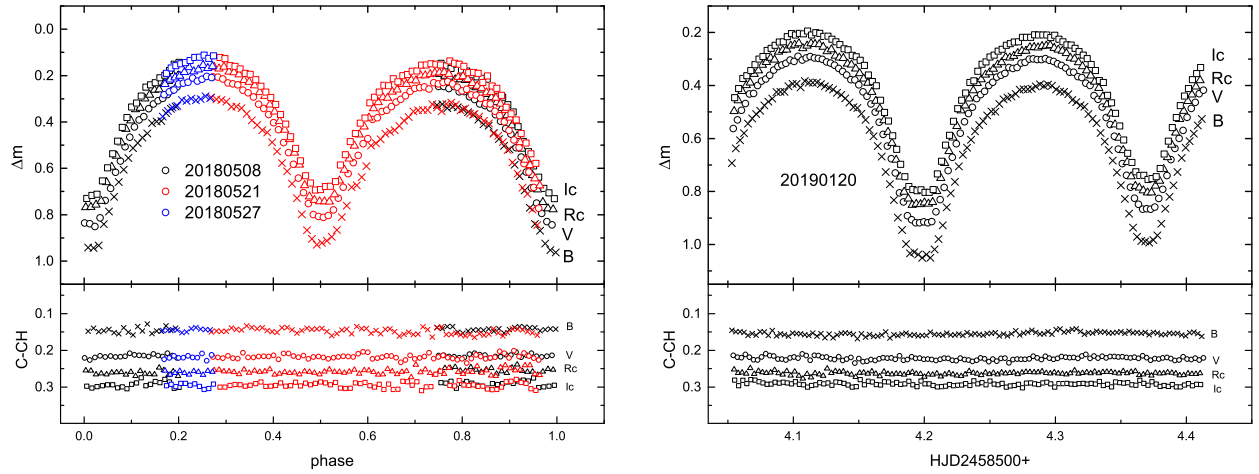 0.0
0.2
0.4
0.6
0.8
1.0
Δm
20180508
20180521
20180527
Ic
Rc
V
B
0.1
0.2
0.3
C-CH
B
V
Rc
Ic
0.0
0.2
0.4
0.6
0.8
1.0
phase
0.2
0.4
0.6
0.8
1.0
Δm
20190120
Ic
Rc
V
B
0.1
0.2
0.3
C-CH
B
V
Rc
Ic
4.1
4.2
4.3
4.4
HJD2458500+